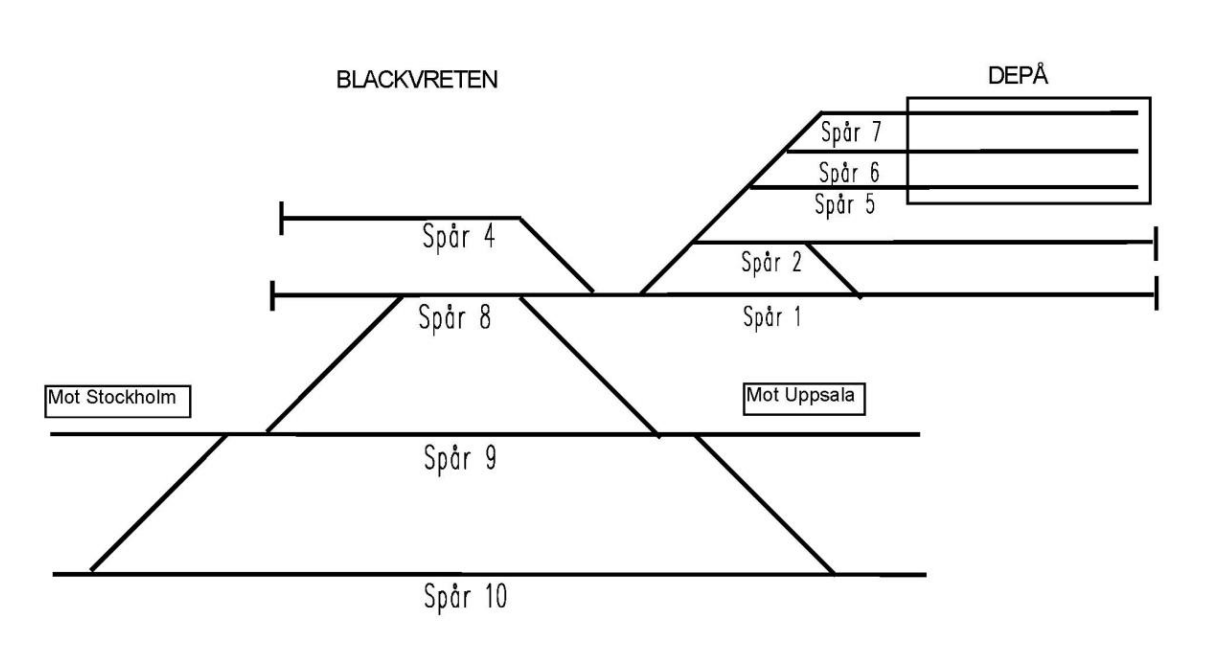 BLACKVRETEN
DEPÅ
Spår 7
Spår 6
Spår 5
Spår 4
Spår 2
Spår 8
Spår 1
Mot Stockholm
Mot Uppsala
Spår 9
Spår 10